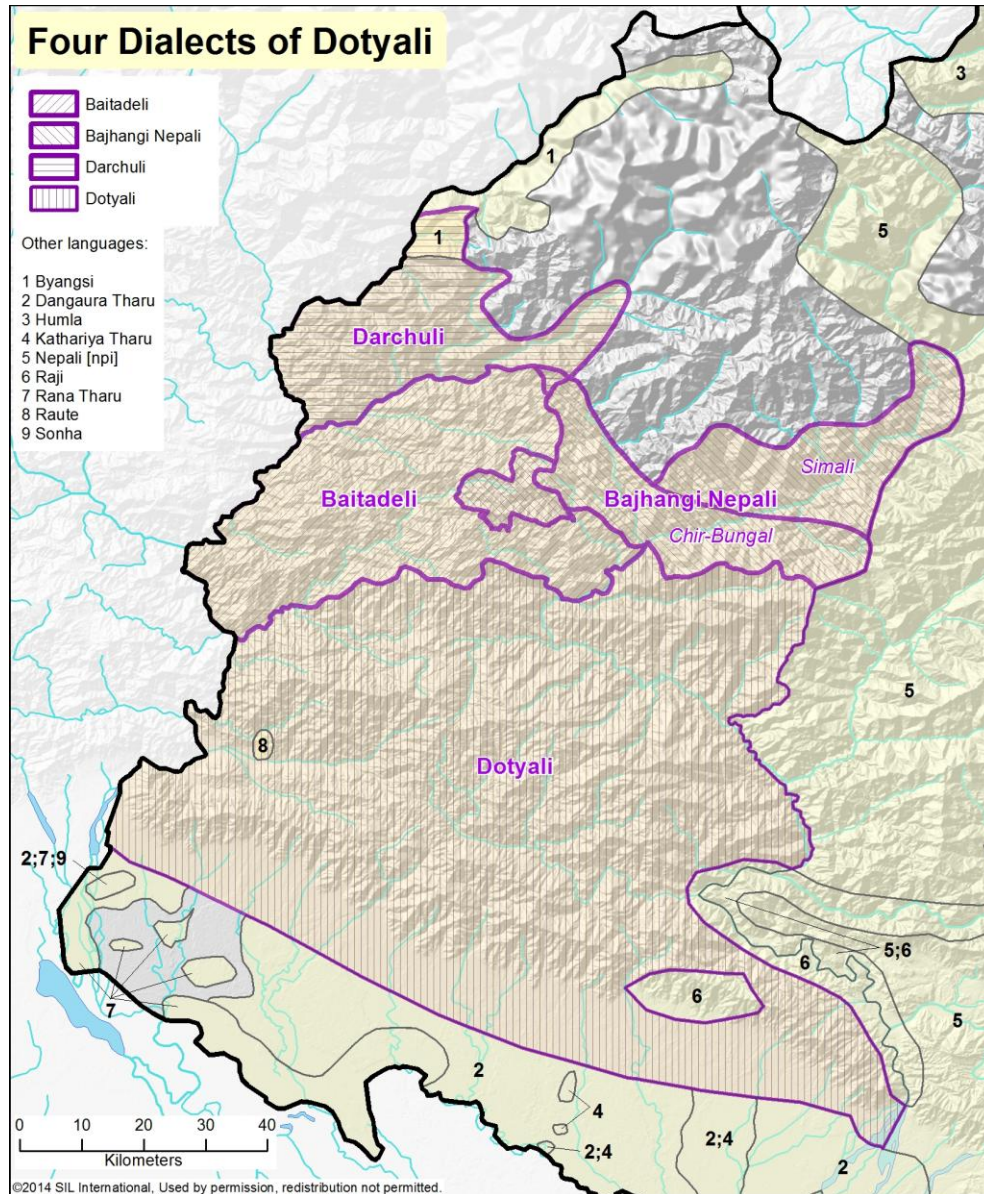 Four Dialects of Dotyali
Baitadeli
Bajhangi Nepali
Darchuli
Dotyali
Other languages:
1 Byangsi
2 Dangaura Tharu
3 Humla
4 Kathariya Tharu
5 Nepali [npi]
6 Raji
7 Rana Tharu
8 Raute
9 Sonha
3
1
5
1
Darchuli
Simali
Baitadeli
Bajhangi Nepali
Chir-Bungal
5
8
Dotyali
2;7;9
5;6
6
6
7
5
2
4
2;4
2;4
2
0 10 20 30 40
Kilometers
©2014 SIL International, Used by permission, redistribution not permitted.